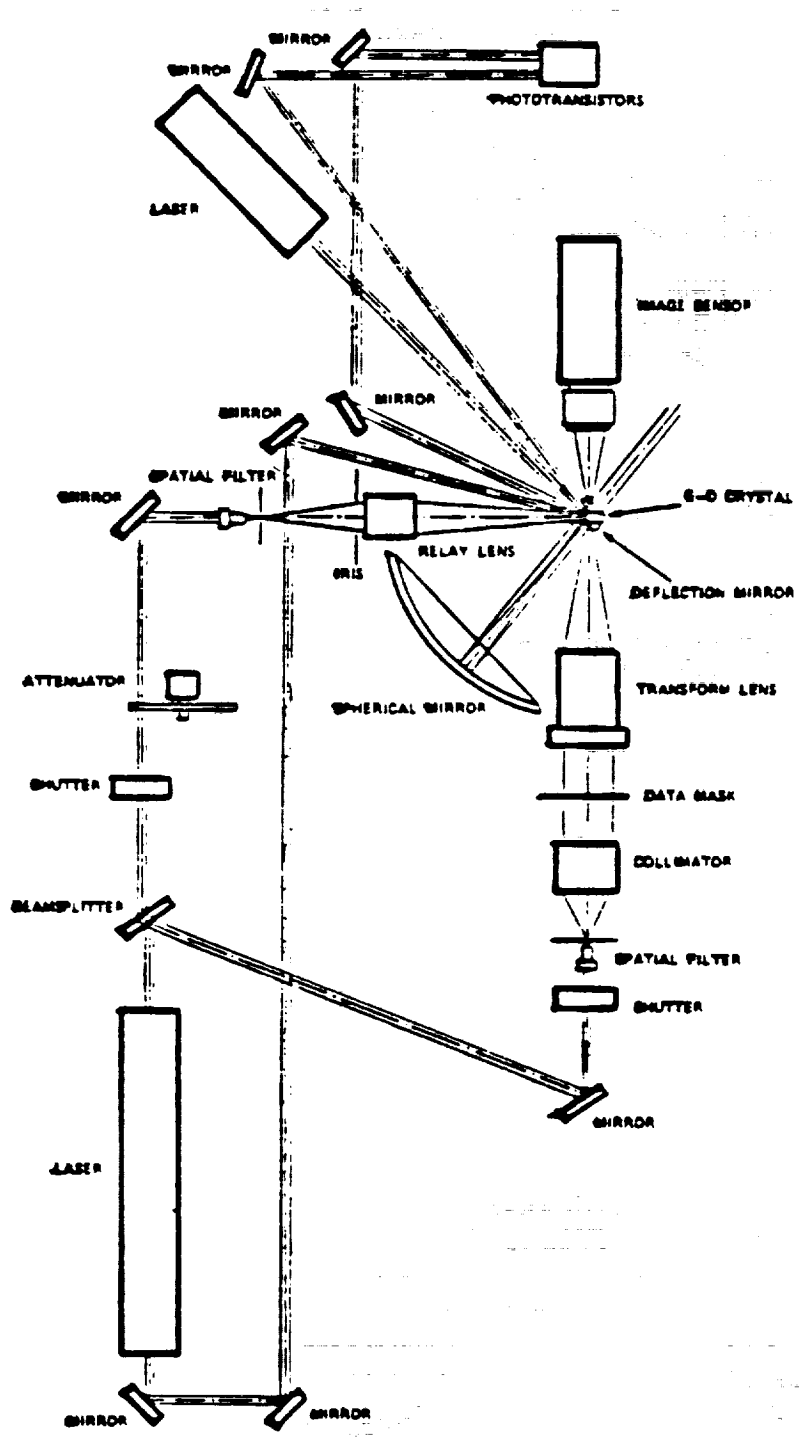 MIRROR
MIRROR
PHOTOTRANSISTORS
LASER
IMAGE SENSOR
MIRROR
MIRROR
SPATIAL FILTER
MIRROR
CRYSTAL
RELAY LENS
IRIS
DEFLECTION MIRROR
ATTENUATOR
TRANSFORM LENS
SPHERICAL MIRROR
SHUTTER
DATA MASK
COLLIMATOR
BEAMSPLITTER
SPATIAL FILTER
SHUTTER
MIRROR
LASER
MIRROR
MIRROR